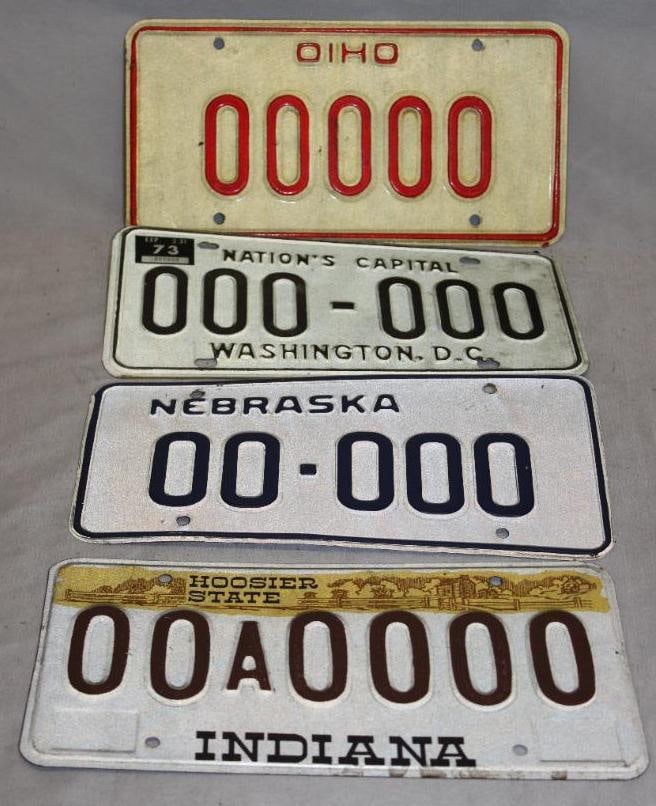 OIHO
00000
73
NATION'S CAPITAL
000-000
WASHINGTON, D.C.
NEBRASKA
00-000
HOOSIER
STATE
00A0000
INDIANA